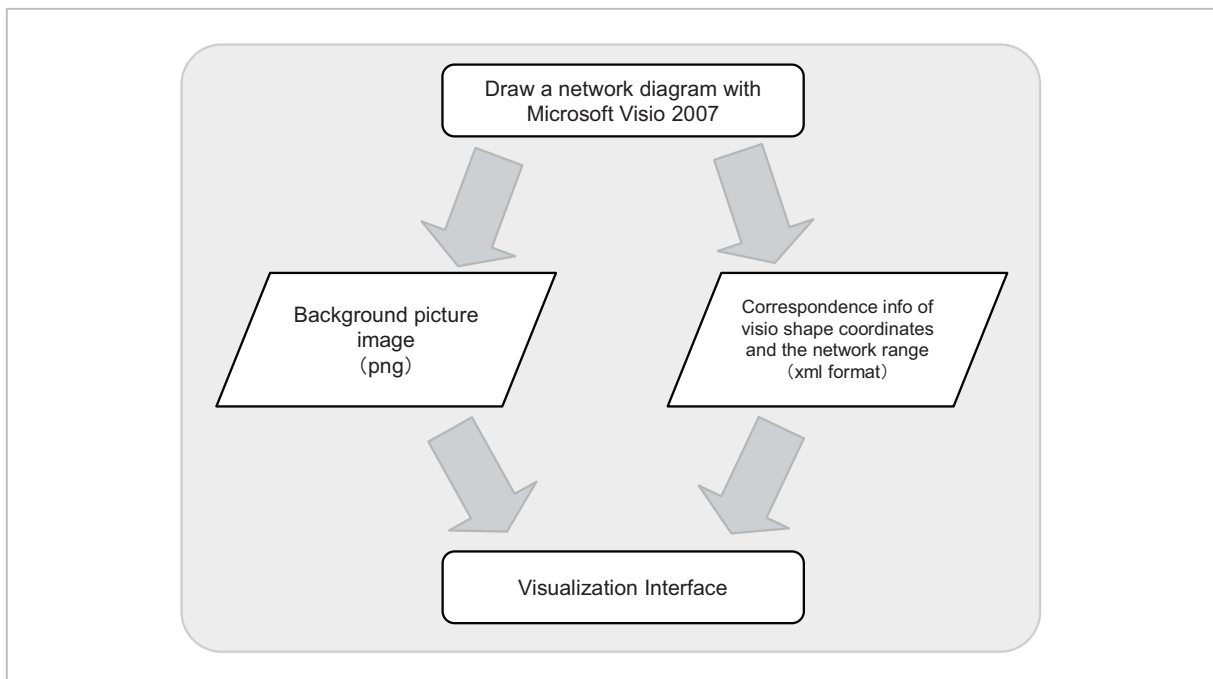 Draw a network diagram with
Microsoft Visio 2007
Background picture
image
（png）
Correspondence info of
visio shape coordinates
and the network range
（xml format）
Visualization Interface